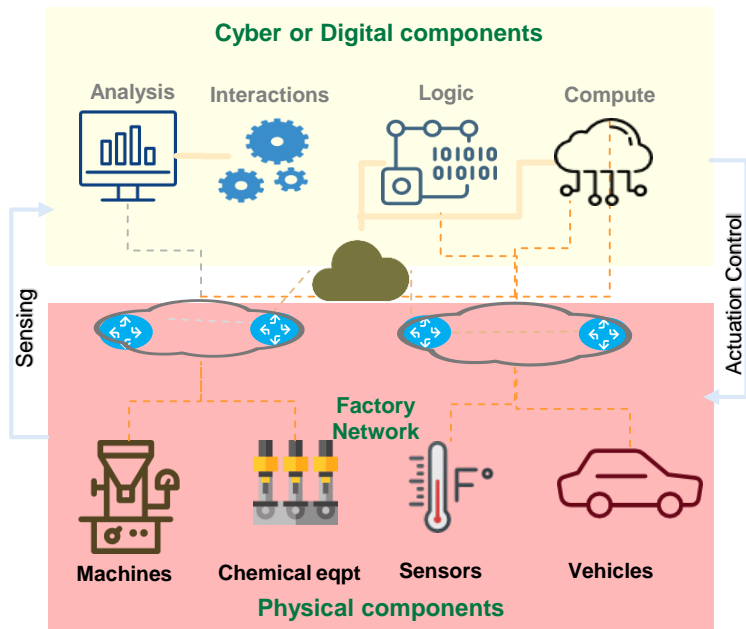 Cyber or Digital components
Analysis
Interactions
Logic
Compute
101010
010101
Sensing
Actuation Control
Factory
Network
F°
Machines
Chemical eqpt
Sensors
Vehicles
Physical components